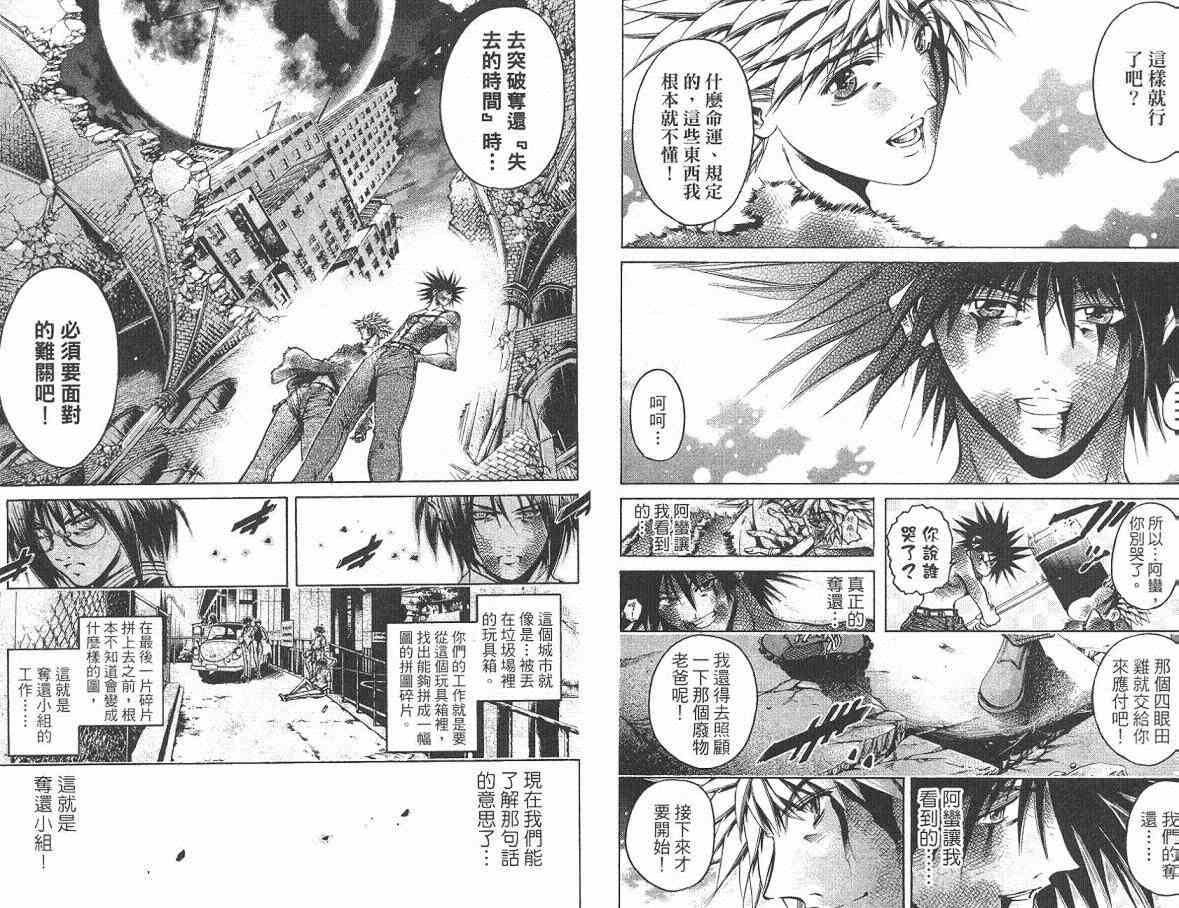 這樣就行
了吧？
什麼命運、規定
的，這些東西我
根本就不懂！
呵呵…
所以…阿蠻，
你別哭了。
你說誰
哭了？
阿蠻讓
我看到
的…
真正的
奪還…
那個四眼田
雞就交給你
來應付吧！
我還得去照顧
一下那個廢物
老爸呢！
我們的奪
還……
阿蠻讓我
看到的……
接下來才
要開始！
去突破奪還『失
去的時間』時…
必須要面對
的難關吧！
這個城市就
像是…被丟
在垃圾場裡
的玩具箱。
你們的工作就是要
從這個玩具箱裡，
找出能夠拼成一幅
圖的拼圖碎片。
在最後一片碎片
拼上去之前，根
本不知道會變成
什麼樣的圖，
這就是
奪還小組的
工作……
現在我們能
了解那句話
的意思了…
這就是
奪還小組！